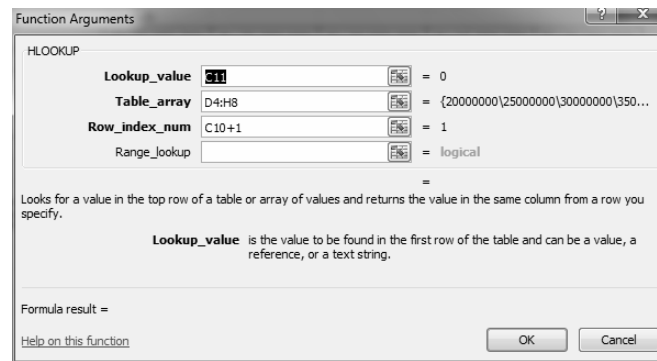 Function Arguments
HLOOKUP
Lookup_value C11 = 0
Table_array D4:H8 = {20000000\25000000\30000000\350...
Row_index_num C10+1 = 1
Range_lookup = logical
=
Looks for a value in the top row of a table or array of values and returns the value in the same column from a row you
specify.
Lookup_value is the value to be found in the first row of the table and can be a value, a
reference, or a text string.
Formula result =
Help on this function OK Cancel